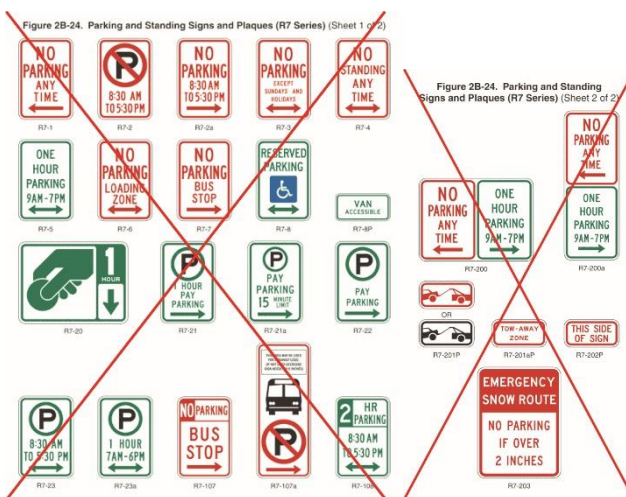 Figure 2B-24. Parking and Standing Signs and Plaques (R7 Series) (Sheet 1 of 2)
NO
PARKING
ANY
TIME
R7-1
P
8:30 AM
TO 5:30 PM
R7-2
NO
PARKING
8:30 AM
TO 5:30 PM
R7-2a
NO
PARKING
EXCEPT
SUNDAYS AND
HOLIDAYS
R7-3
NO
STANDING
ANY
TIME
R7-4
ONE
HOUR
PARKING
9AM-7PM
R7-5
NO
PARKING
LOADING
ZONE
R7-6
NO
PARKING
BUS
STOP
R7-7
RESERVED
PARKING
R7-8
VAN
ACCESSIBLE
R7-8P
1
HOUR
R7-20
P
1 HOUR
PAY
PARKING
R7-21
P
PAY
PARKING
15 MINUTE LIMIT
R7-21a
P
PAY
PARKING
R7-22
P
8:30 AM
TO 5:30 PM
R7-23
P
1 HOUR
7AM-6PM
R7-23a
NO PARKING
BUS
STOP
R7-107
P
R7-107a
2 HR
PARKING
8:30 AM
TO 5:30 PM
R7-108
Figure 2B-24. Parking and Standing
Signs and Plaques (R7 Series) (Sheet 2 of 2)
NO
PARKING
ANY
TIME
ONE
HOUR
PARKING
9AM-7PM
R7-200
NO
PARKING
ANY
TIME
ONE
HOUR
PARKING
9AM-7PM
R7-200a
OR
R7-201P
TOW-AWAY
ZONE
R7-201aP
THIS SIDE
OF SIGN
R7-202P
EMERGENCY
SNOW ROUTE
NO PARKING
IF OVER
2 INCHES
R7-203